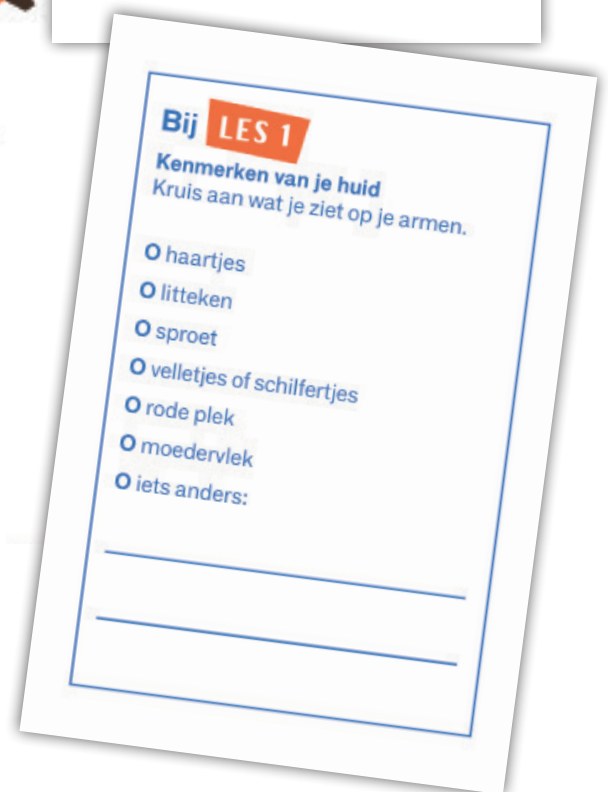 Bij LES 1
Kenmerken van je huid
Kruis aan wat je ziet op je armen.
O haartjes
O litteken
O sproet
O velletjes of schilfertjes
O rode plek
O moedervlek
O iets anders: